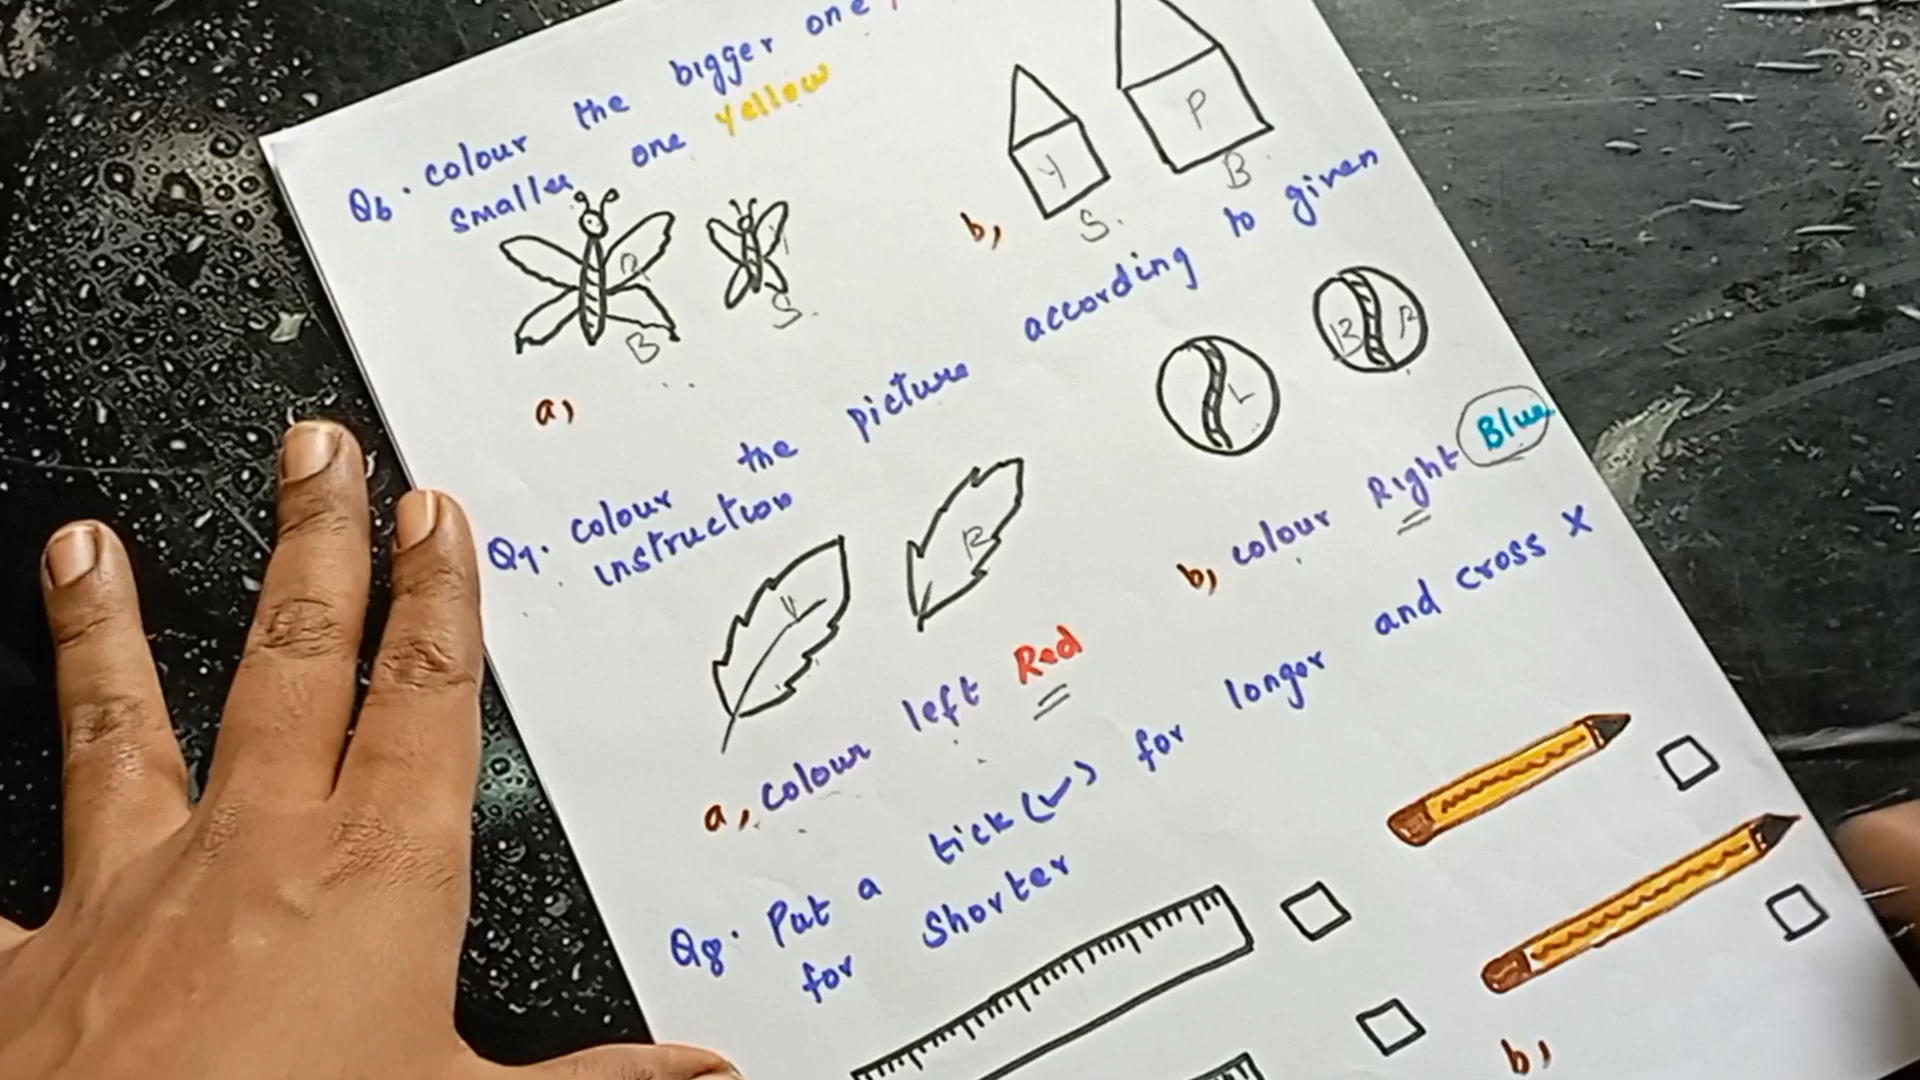 Q6. colour the bigger one
smaller one Yellow
Y
P
S.
B
b,
B
S.
a,
Q7. colour the picture according to given
instruction
L
R
R
b, colour Right Blue
a, colour left Red
Q8. Put a tick (✓) for longer and cross X
for shorter
b,